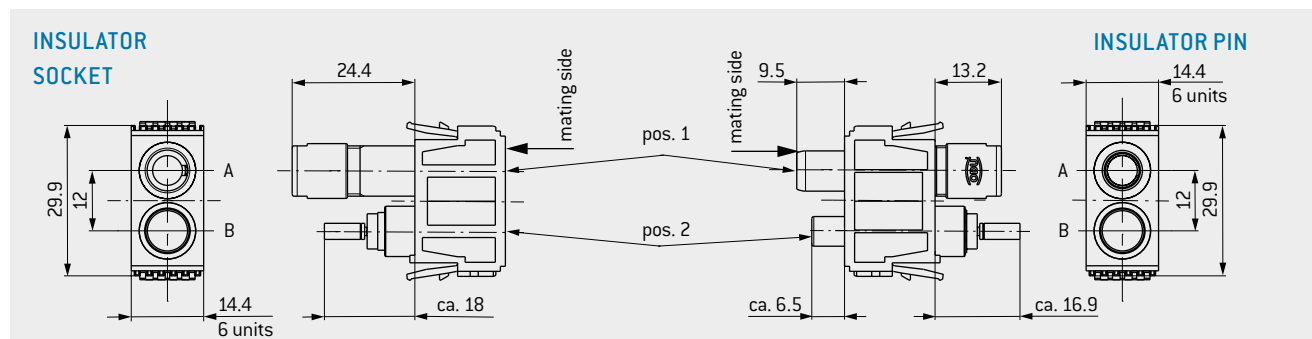 INSULATOR
SOCKET
INSULATOR PIN
24.4
mating side
9.5
mating side
13.2
14.4
6 units
pos. 1
A
A
29.9
12
12
29.9
B
B
pos. 2
14.4
6 units
ca. 18
ca. 6.5
ca. 16.9